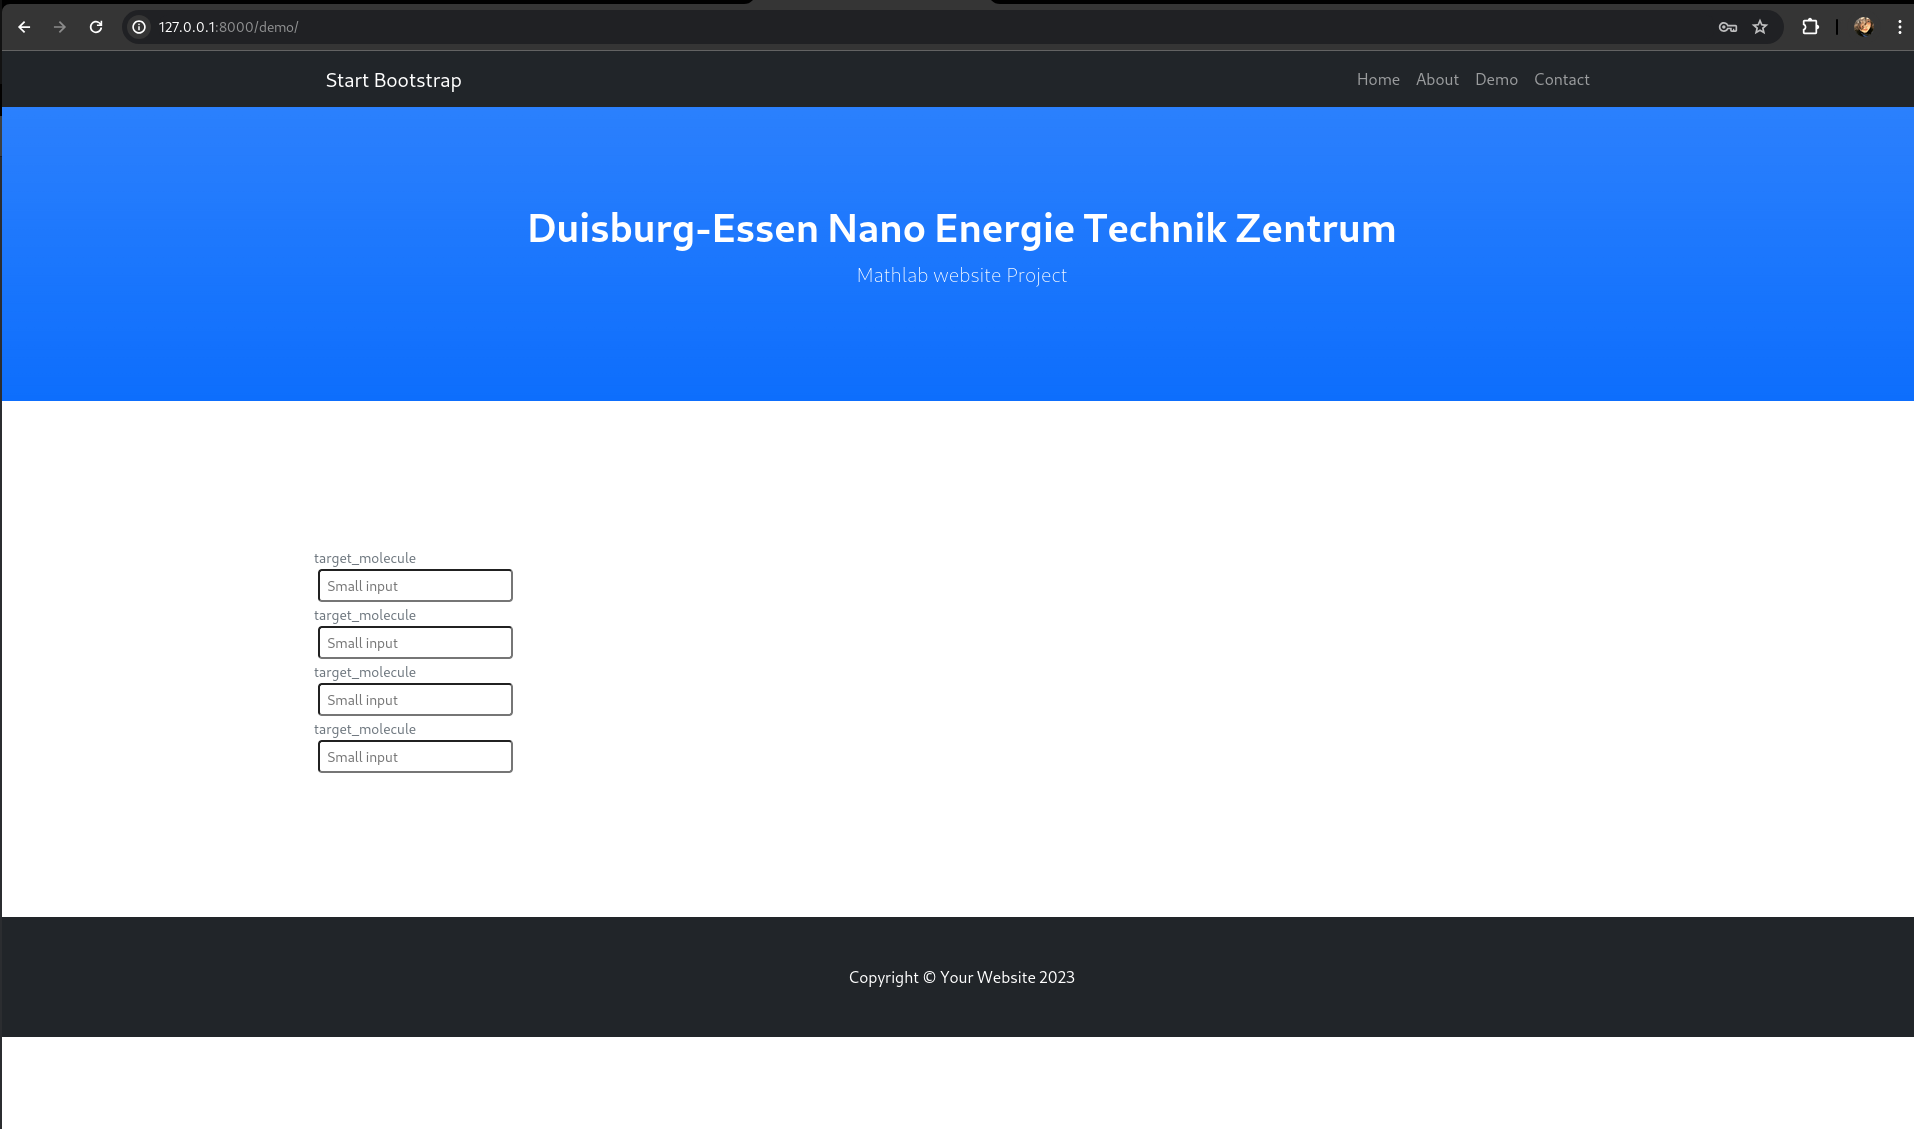 127.0.0.1:8000/demo/
Start Bootstrap
Home About Demo Contact
Duisburg-Essen Nano Energie Technik Zentrum
Mathlab website Project
target_molecule
Small input
target_molecule
Small input
target_molecule
Small input
target_molecule
Small input
Copyright © Your Website 2023